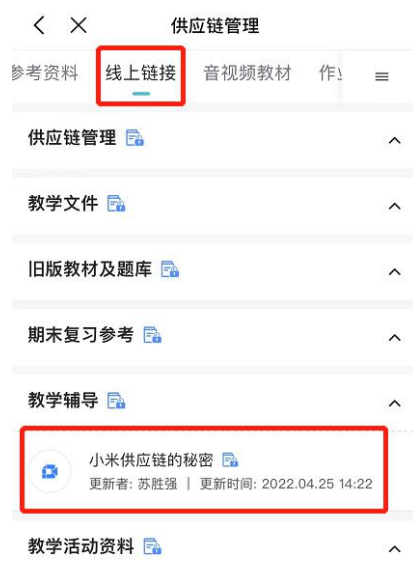 供应链管理
参考资料 线上链接 音视频教材 作业
供应链管理
教学文件
旧版教材及题库
期末复习参考
教学辅导
小米供应链的秘密
更新者: 苏胜强 | 更新时间: 2022.04.25 14:22
教学活动资料